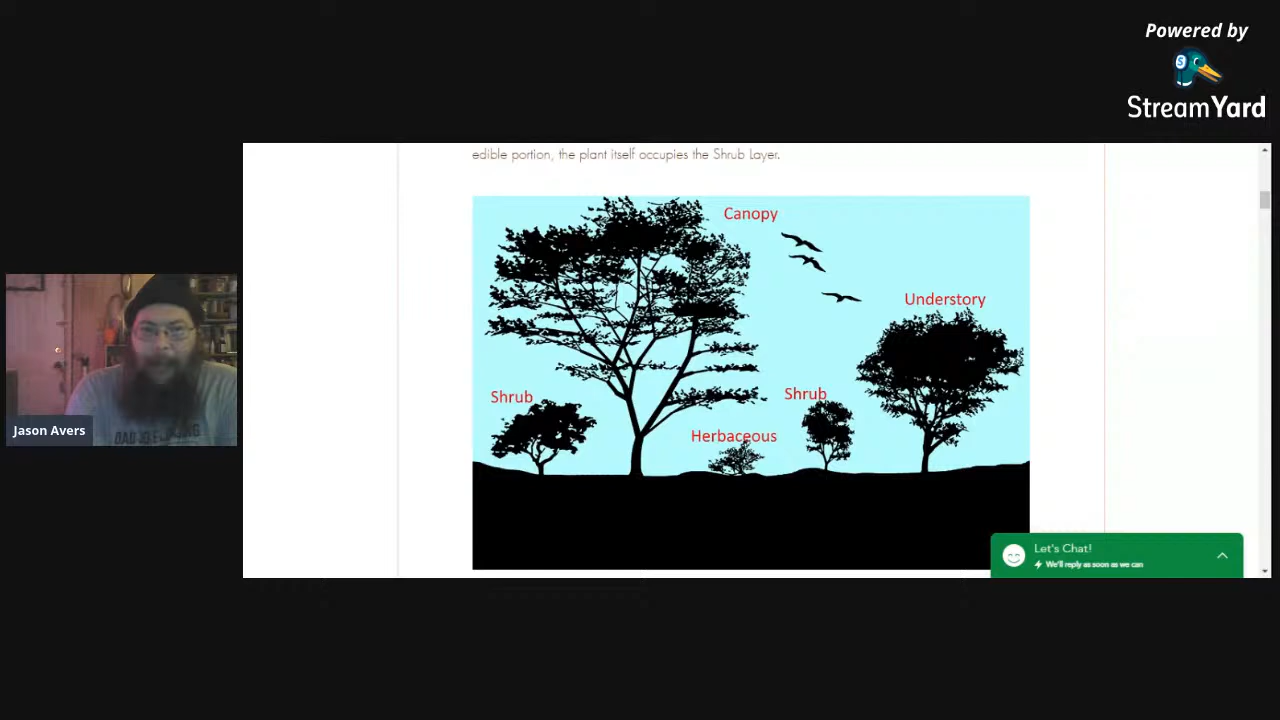 Powered by
StreamYard
edible portion, the plant itself occupies the Shrub Layer.
Canopy
Understory
Shrub
Shrub
Herbaceous
Jason Avers
Let's Chat!
We'll reply as soon as we can